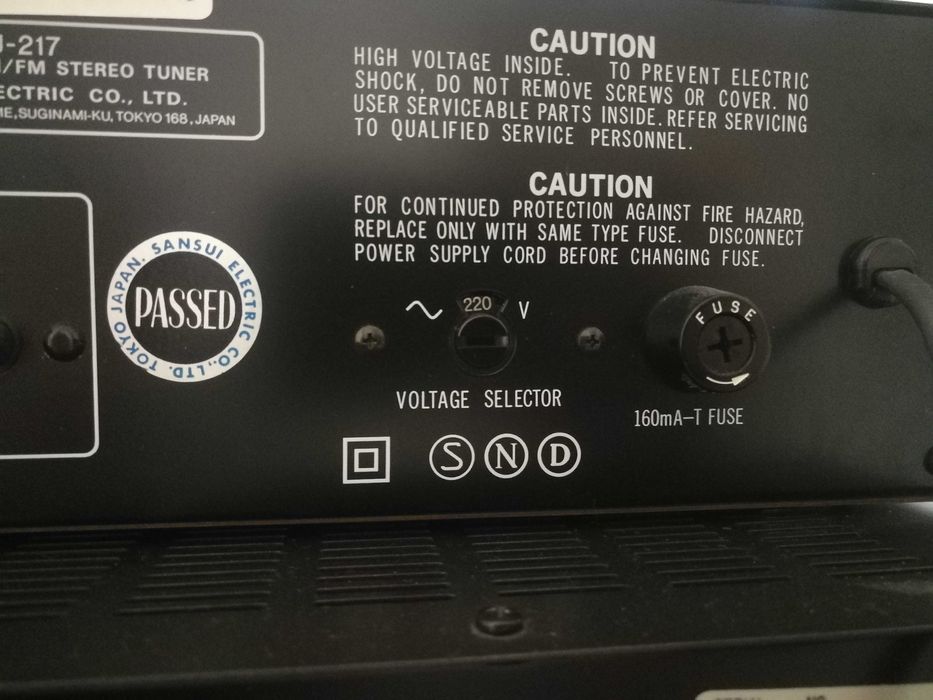 -217
/FM STEREO TUNER
ECTRIC CO., LTD.
ME, SUGINAMI-KU, TOKYO 168, JAPAN
CAUTION
HIGH VOLTAGE INSIDE. TO PREVENT ELECTRIC
SHOCK, DO NOT REMOVE SCREWS OR COVER. NO
USER SERVICEABLE PARTS INSIDE. REFER SERVICING
TO QUALIFIED SERVICE PERSONNEL.
CAUTION
FOR CONTINUED PROTECTION AGAINST FIRE HAZARD,
REPLACE ONLY WITH SAME TYPE FUSE. DISCONNECT
POWER SUPPLY CORD BEFORE CHANGING FUSE.
SANSUI ELECTRIC CO., LTD. TOKYO JAPAN.
PASSED
~ 220 V
FUSE
VOLTAGE SELECTOR
160mA-T FUSE
S N D